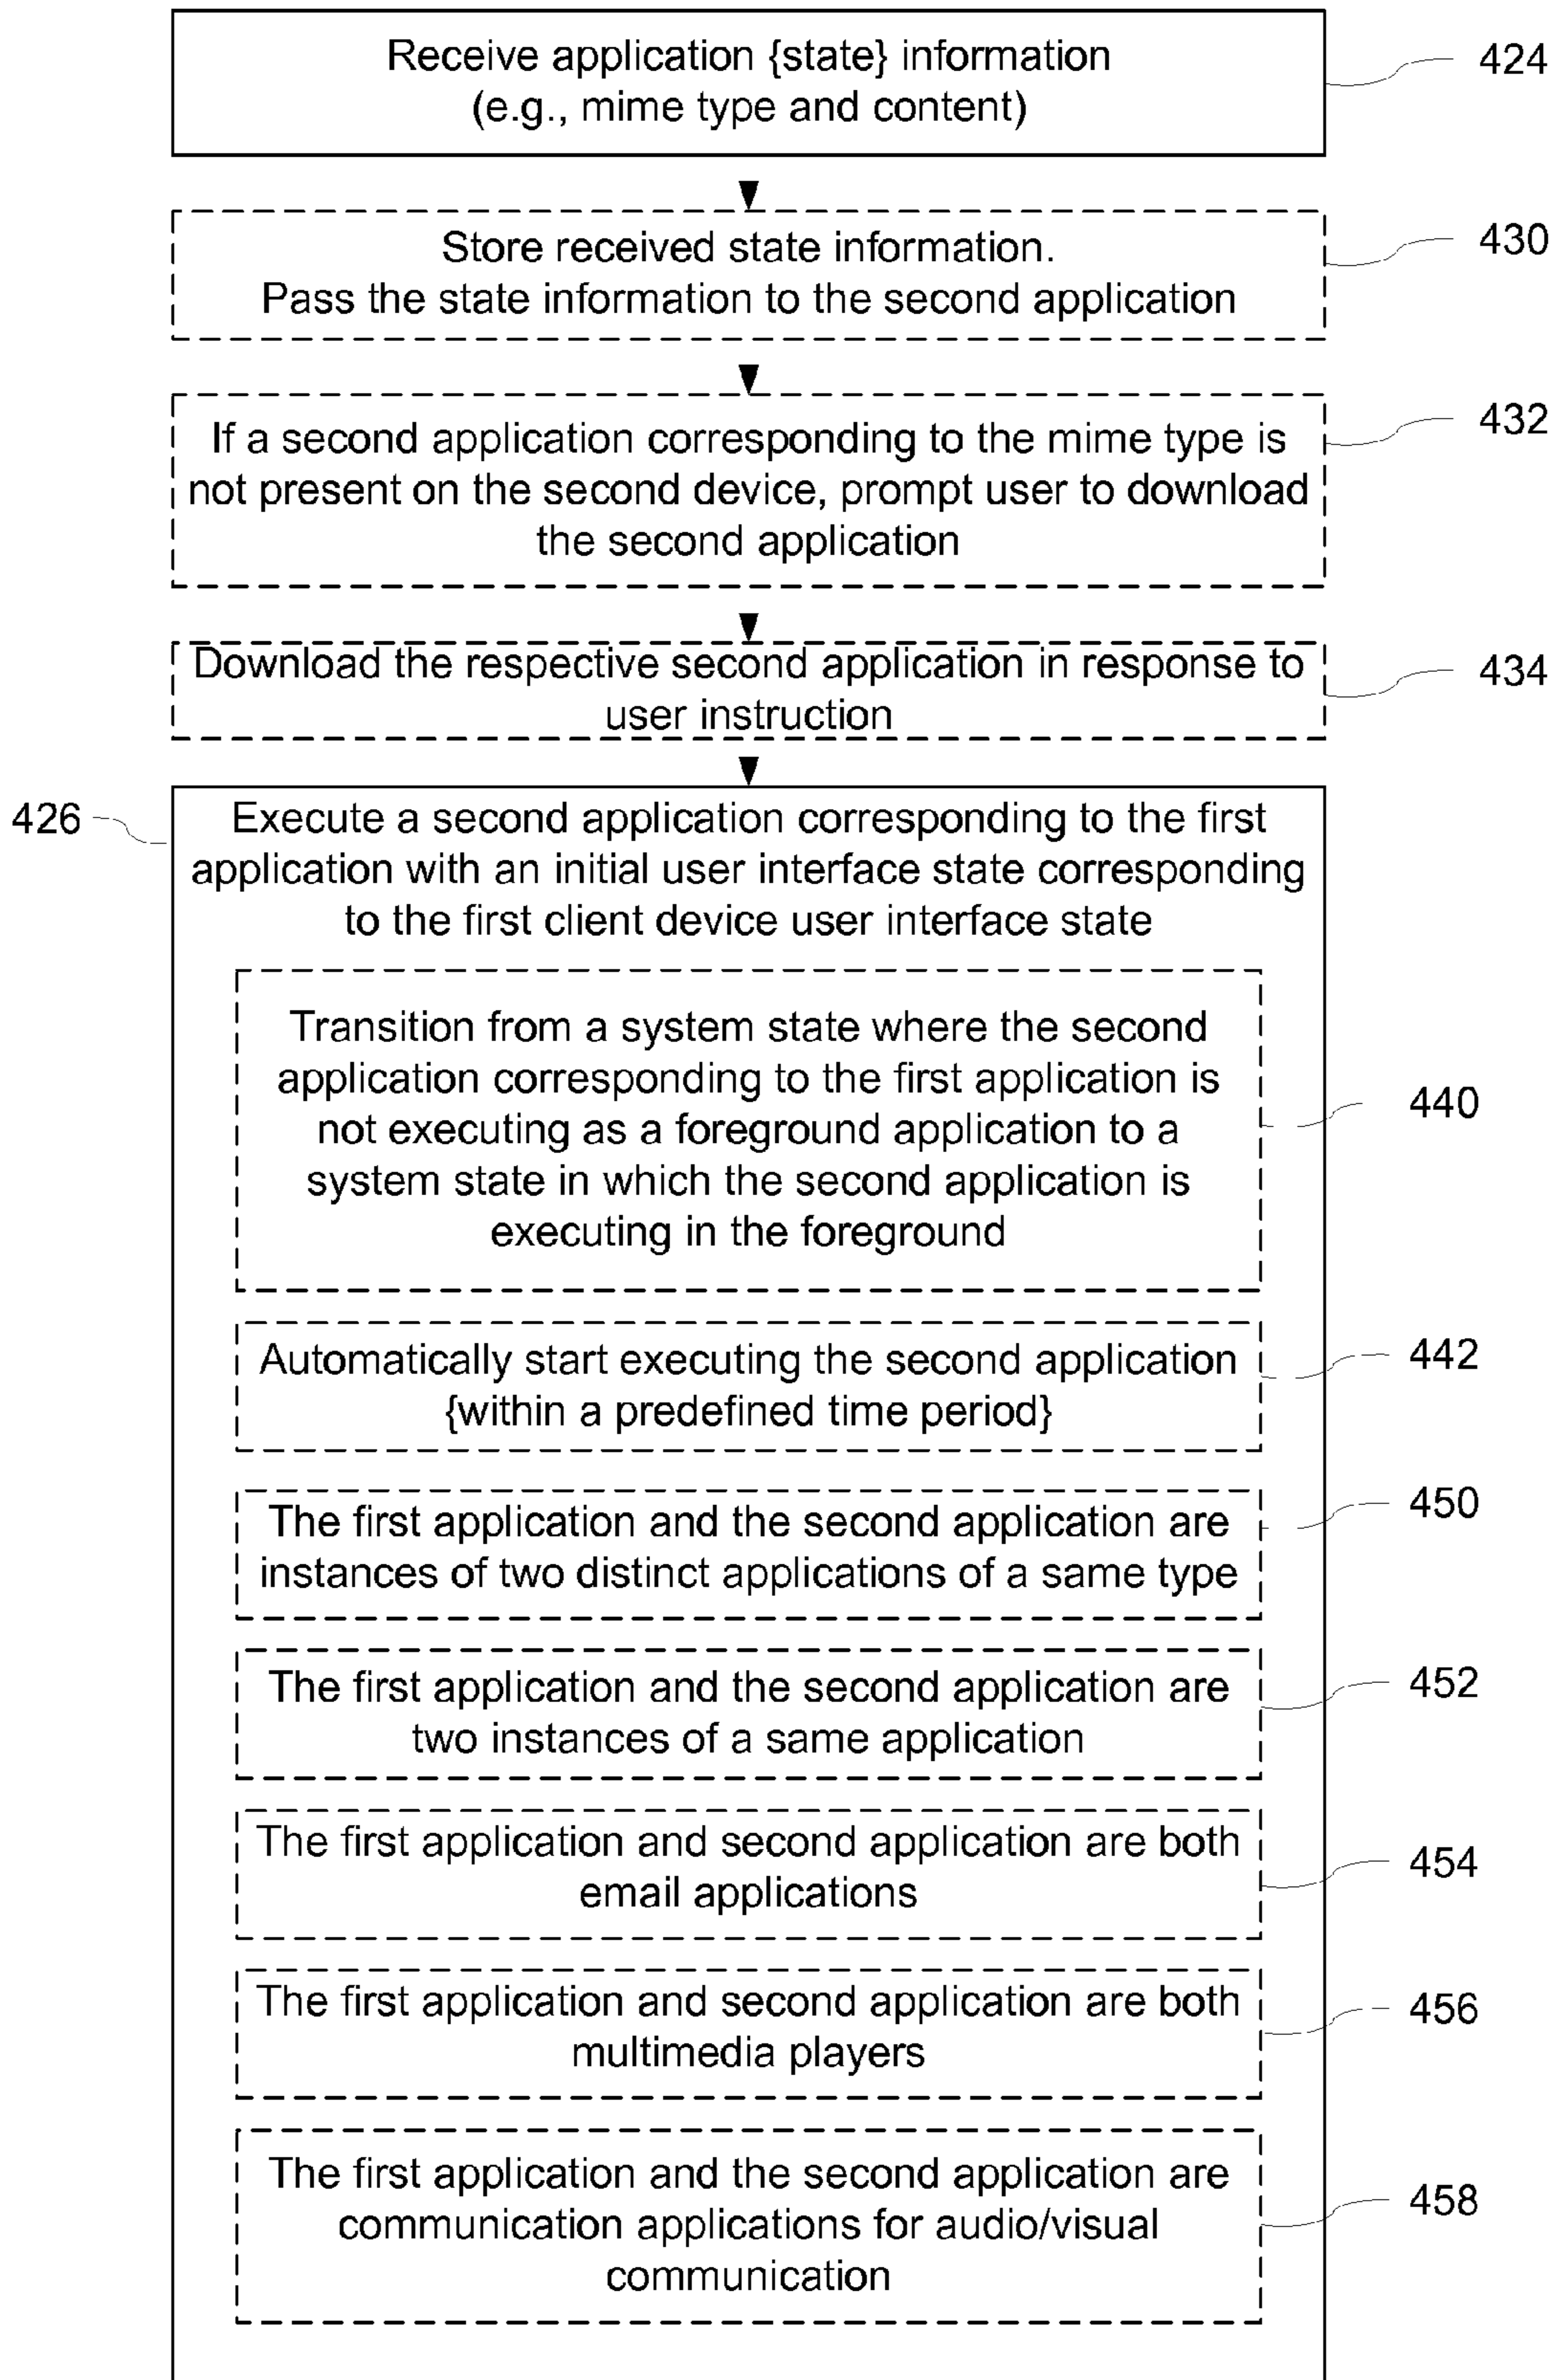 Receive application {state} information
(e.g., mime type and content)
424
Store received state information.
Pass the state information to the second application
430
If a second application corresponding to the mime type is
not present on the second device, prompt user to download
the second application
432
Download the respective second application in response to
user instruction
434
426
Execute a second application corresponding to the first
application with an initial user interface state corresponding
to the first client device user interface state
Transition from a system state where the second
application corresponding to the first application is
not executing as a foreground application to a
system state in which the second application is
executing in the foreground
440
Automatically start executing the second application
{within a predefined time period}
442
The first application and the second application are
instances of two distinct applications of a same type
450
The first application and the second application are
two instances of a same application
452
The first application and second application are both
email applications
454
The first application and second application are both
multimedia players
456
The first application and the second application are
communication applications for audio/visual
communication
458